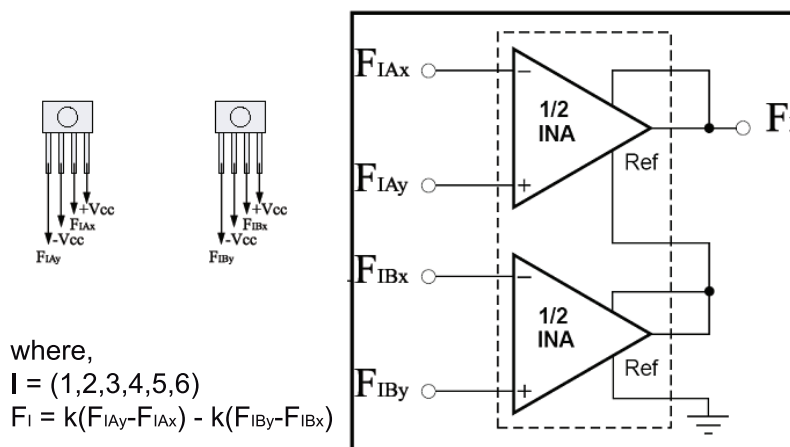 +Vcc
FIAx
-Vcc
FIAy
+Vcc
FIBx
-Vcc
FIBy
where,
I = (1,2,3,4,5,6)
FI = k(FIAy-FIAx) - k(FIBy-FIBx)
FIAx
1/2
INA
Ref
FIAy
FIBx
1/2
INA
Ref
FIBy